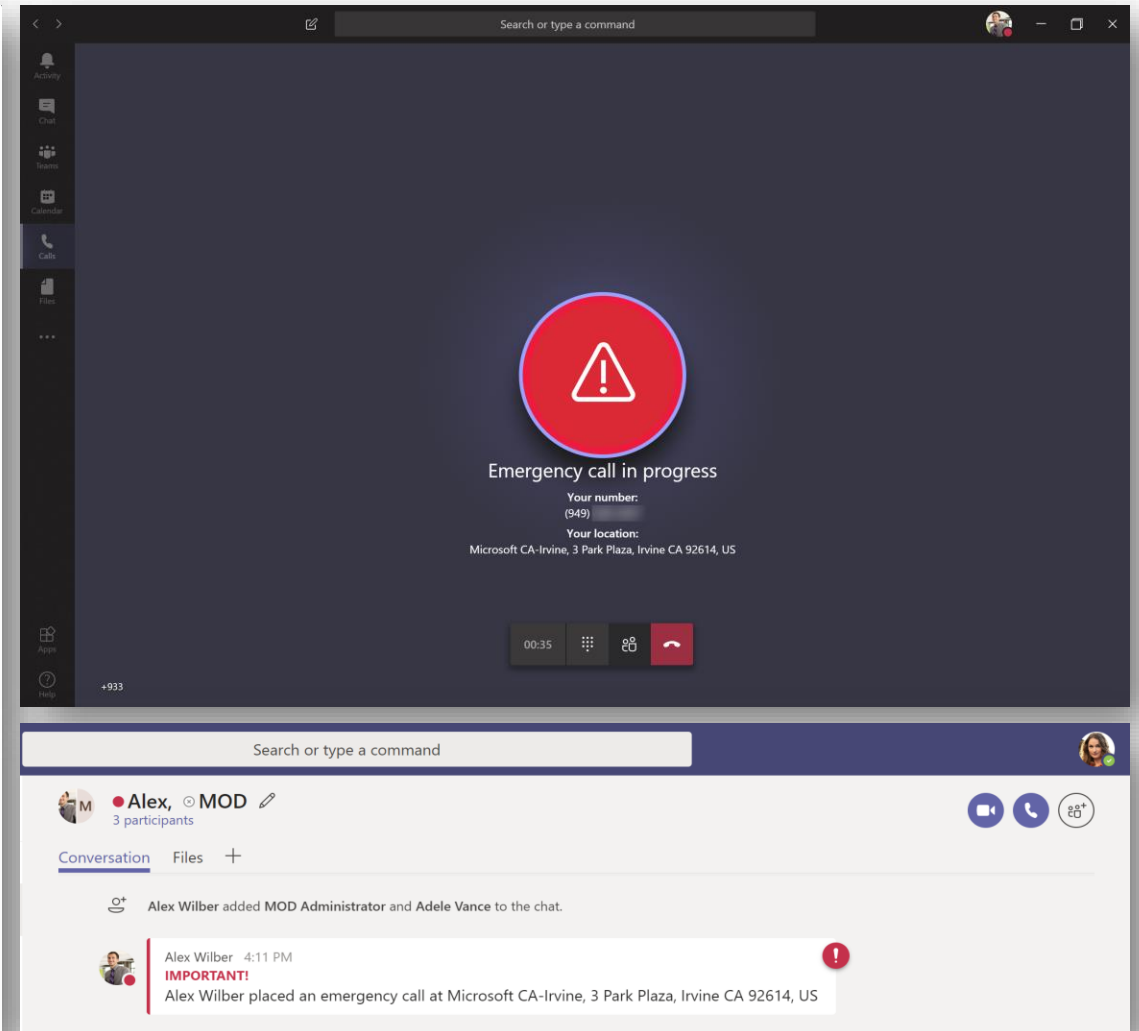 Search or type a command
Activity
Chat
Teams
Calendar
Calls
Files
Emergency call in progress
Your number:
(949)
Your location:
Microsoft CA-Irvine, 3 Park Plaza, Irvine CA 92614, US
00:35
Apps
Help
+933
Search or type a command
M
Alex, MOD
3 participants
Conversation Files
Alex Wilber added MOD Administrator and Adele Vance to the chat.
Alex Wilber 4:11 PM
IMPORTANT!
Alex Wilber placed an emergency call at Microsoft CA-Irvine, 3 Park Plaza, Irvine CA 92614, US